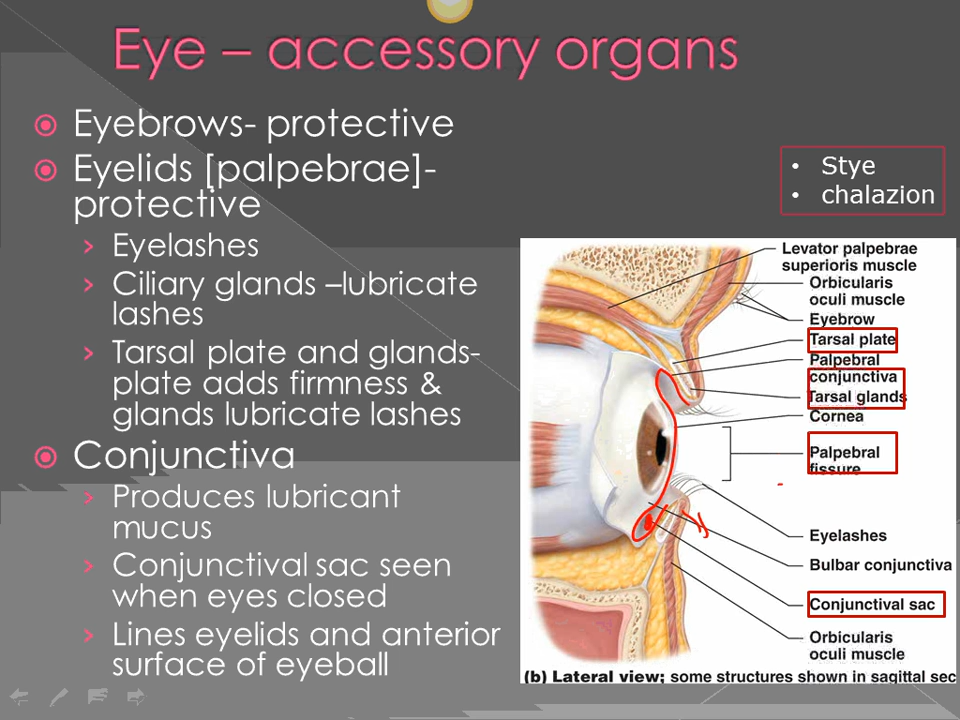 Eye – accessory organs
Eyebrows- protective
Eyelids [palpebrae]-
protective
Eyelashes
Ciliary glands –lubricate
lashes
Tarsal plate and glands-
plate adds firmness &
glands lubricate lashes
Conjunctiva
Produces lubricant
mucus
Conjunctival sac seen
when eyes closed
Lines eyelids and anterior
surface of eyeball
• Stye
• chalazion
Levator palpebrae
superioris muscle
Orbicularis
oculi muscle
Eyebrow
Tarsal plate
Palpebral
conjunctiva
Tarsal glands
Cornea
Palpebral
fissure
Eyelashes
Bulbar conjunctiva
Conjunctival sac
Orbicularis
oculi muscle
(b) Lateral view; some structures shown in sagittal sec